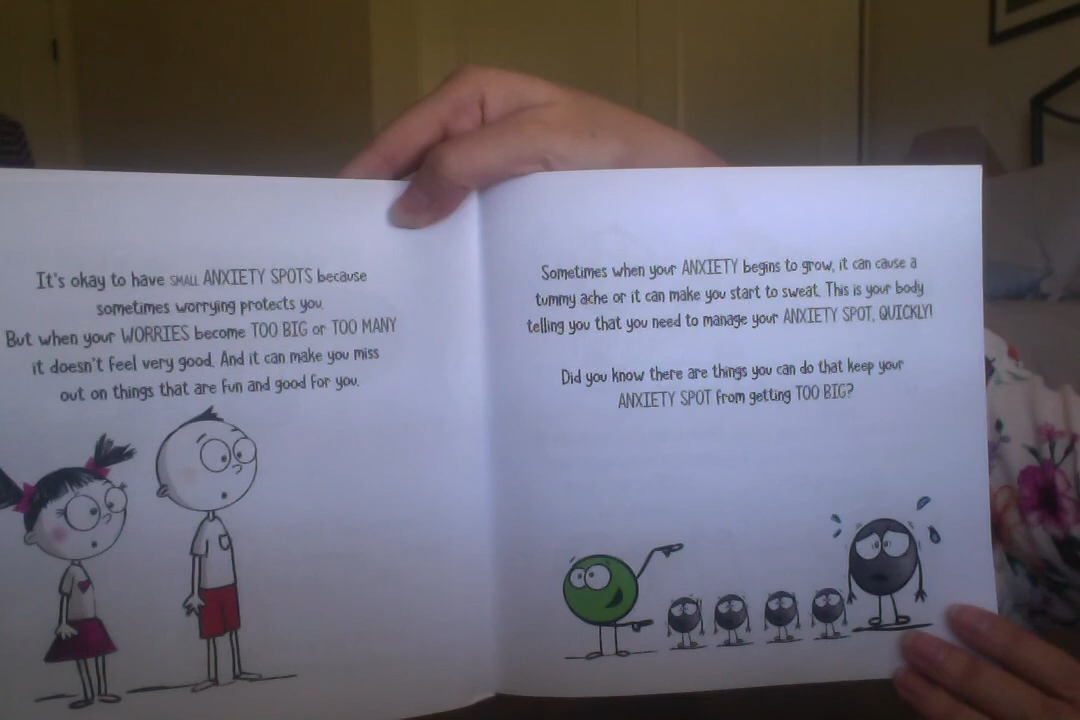 It's okay to have SMALL ANXIETY SPOTS because
sometimes worrying protects you.
But when your WORRIES become TOO BIG or TOO MANY
it doesn't feel very good. And it can make you miss
out on things that are fun and good for you.
Sometimes when your ANXIETY begins to grow, it can cause a
tummy ache or it can make you start to sweat. This is your body
telling you that you need to manage your ANXIETY SPOT, QUICKLY!
Did you know there are things you can do that keep your
ANXIETY SPOT from getting TOO BIG?